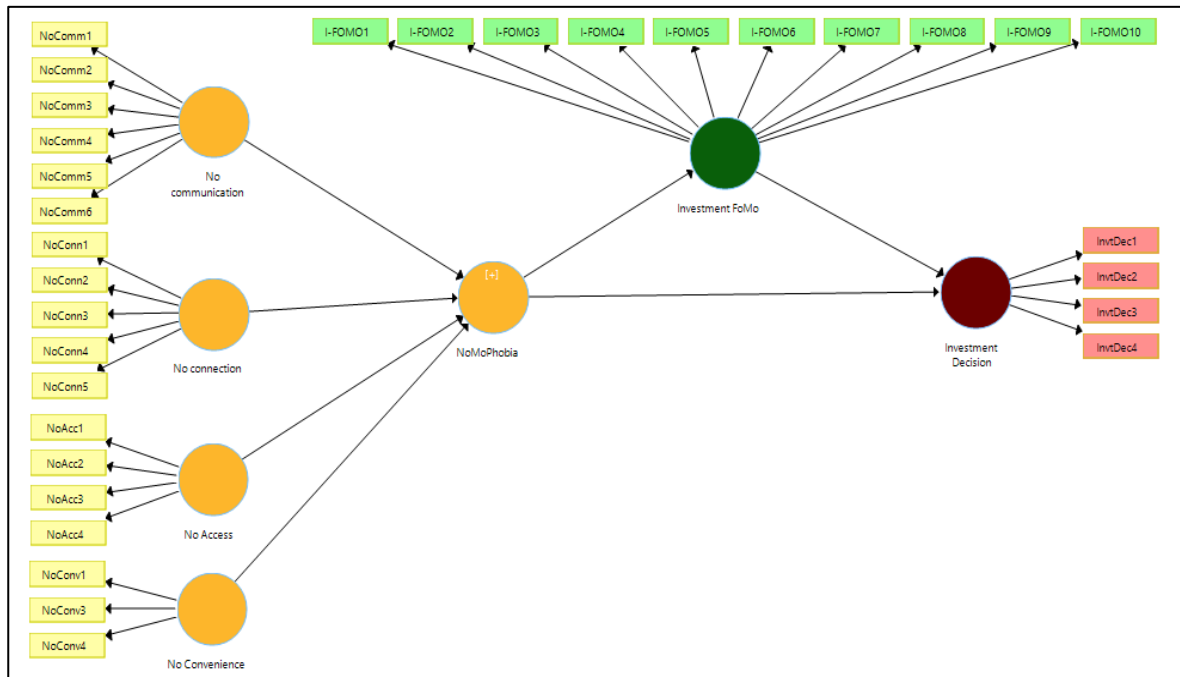 NoComm1
NoComm2
NoComm3
NoComm4
NoComm5
NoComm6
No
communication
I-FOMO1
I-FOMO2
I-FOMO3
I-FOMO4
I-FOMO5
I-FOMO6
I-FOMO7
I-FOMO8
I-FOMO9
I-FOMO10
Investment FoMo
NoConn1
NoConn2
NoConn3
NoConn4
NoConn5
No connection
[+]
NoMoPhobia
InvtDec1
InvtDec2
InvtDec3
InvtDec4
Investment
Decision
NoAcc1
NoAcc2
NoAcc3
NoAcc4
No Access
NoConv1
NoConv3
NoConv4
No Convenience